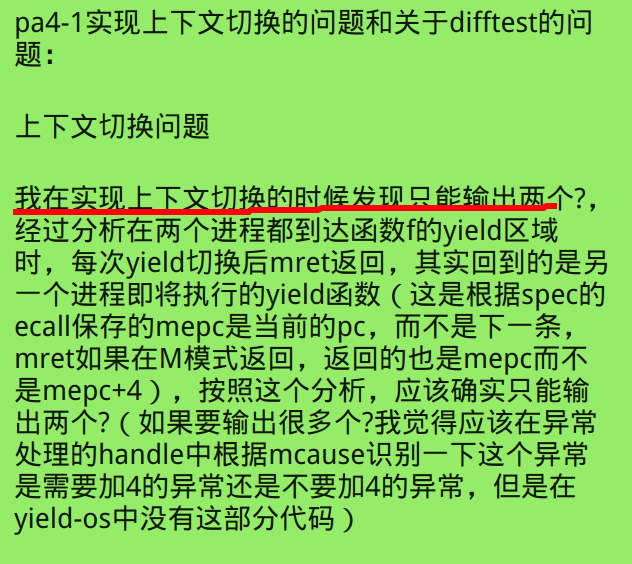 pa4-1实现上下文切换的问题和关于difftest的问
题：
上下文切换问题
我在实现上下文切换的时候发现只能输出两个?，
经过分析在两个进程都到达函数f的yield区域
时，每次yield切换后mret返回，其实回到的是另
一个进程即将执行的yield函数（这是根据spec的
ecall保存的mepc是当前的pc，而不是下一条，
mret如果在M模式返回，返回的也是mepc而不
是mepc+4），按照这个分析，应该确实只能输
出两个?（如果要输出很多个?我觉得应该在异常
处理的handle中根据mcause识别一下这个异常
是需要加4的异常还是不要加4的异常，但是在
yield-os中没有这部分代码）